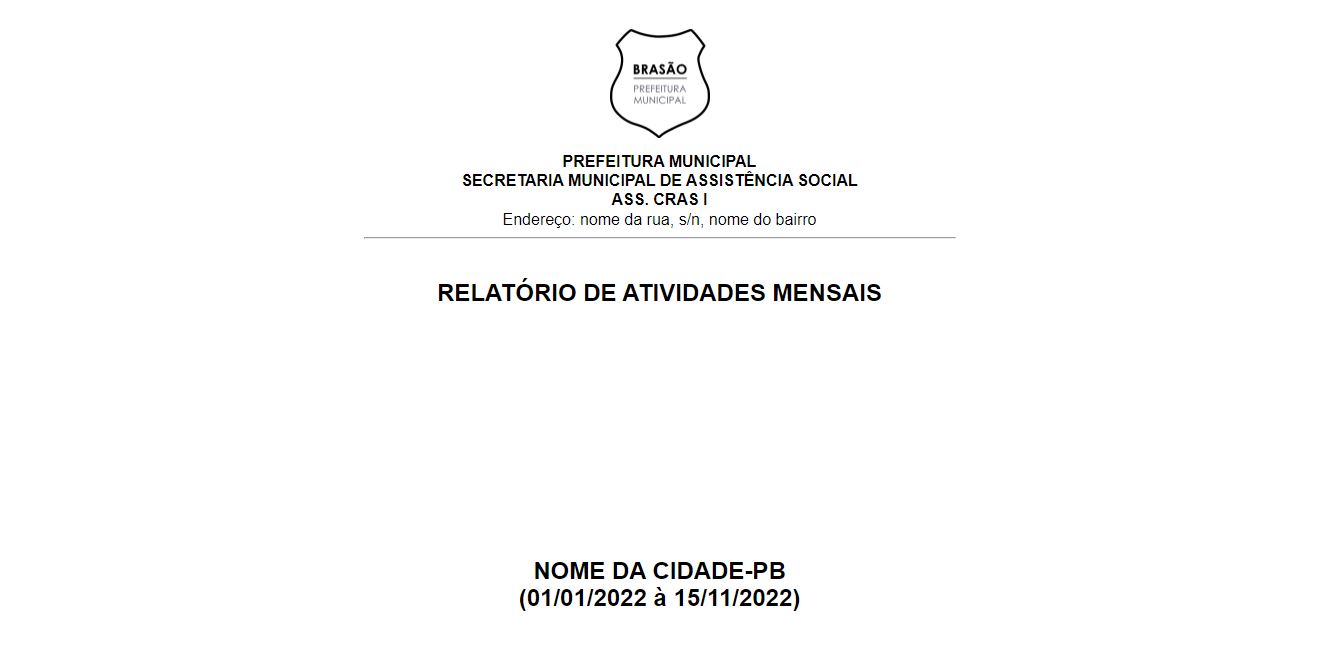 BRASÃO
PREFEITURA
MUNICIPAL
PREFEITURA MUNICIPAL
SECRETARIA MUNICIPAL DE ASSISTÊNCIA SOCIAL
ASS. CRAS I
Endereço: nome da rua, s/n, nome do bairro
RELATÓRIO DE ATIVIDADES MENSAIS
NOME DA CIDADE-PB
(01/01/2022 à 15/11/2022)